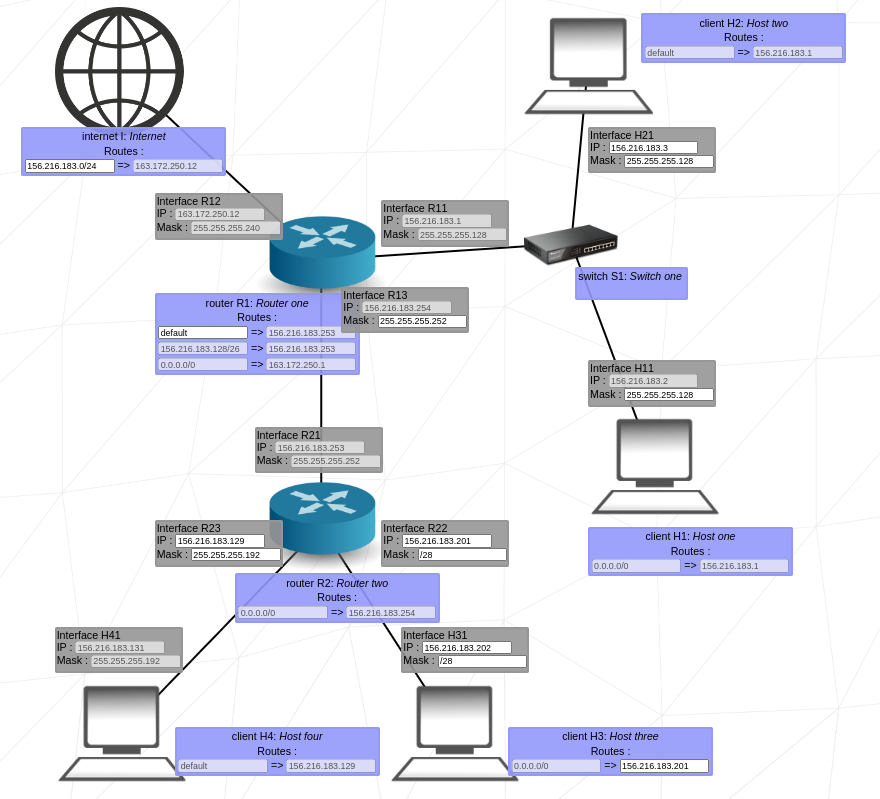 internet I: Internet
Routes :
156.216.183.0/24 => 163.172.250.12
client H2: Host two
Routes :
default => 156.216.183.1
Interface H21
IP : 156.216.183.3
Mask : 255.255.255.128
Interface R12
IP : 163.172.250.12
Mask : 255.255.255.240
Interface R11
IP : 156.216.183.1
Mask : 255.255.255.128
switch S1: Switch one
router R1: Router one
Routes :
default => 156.216.183.253
156.216.183.128/26 => 156.216.183.253
0.0.0.0/0 => 163.172.250.1
Interface R13
IP : 156.216.183.254
Mask : 255.255.255.252
Interface H11
IP : 156.216.183.2
Mask : 255.255.255.128
Interface R21
IP : 156.216.183.253
Mask : 255.255.255.252
Interface R23
IP : 156.216.183.129
Mask : 255.255.255.192
Interface R22
IP : 156.216.183.201
Mask : /28
client H1: Host one
Routes :
0.0.0.0/0 => 156.216.183.1
router R2: Router two
Routes :
0.0.0.0/0 => 156.216.183.254
Interface H41
IP : 156.216.183.131
Mask : 255.255.255.192
Interface H31
IP : 156.216.183.202
Mask : /28
client H4: Host four
Routes :
default => 156.216.183.129
client H3: Host three
Routes :
0.0.0.0/0 => 156.216.183.201